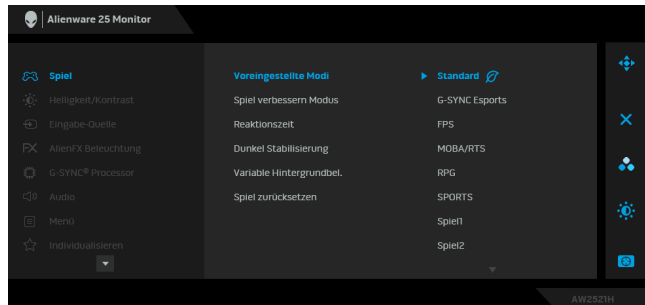 Alienware 25 Monitor
Spiel
Voreingestellte Modi
Standard
Helligkeit/Kontrast
Spiel verbessern Modus
G-SYNC Esports
Eingabe-Quelle
Reaktionszeit
FPS
AlienFX Beleuchtung
Dunkel Stabilisierung
MOBA/RTS
G-SYNC® Processor
Variable Hintergrundbel.
RPG
Audio
Spiel zurücksetzen
SPORTS
Menü
Spiel1
Individualisieren
Spiel2
AW2521H